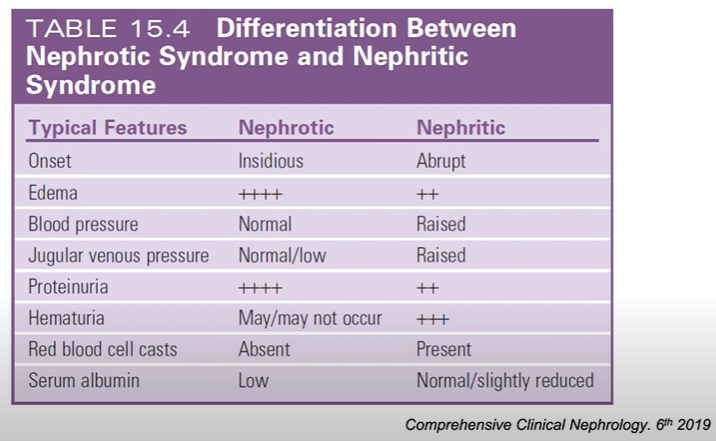 TABLE 15.4 Differentiation Between
Nephrotic Syndrome and Nephritic
Syndrome
Typical Features Nephrotic Nephritic
Onset Insidious Abrupt
Edema ++++ ++
Blood pressure Normal Raised
Jugular venous pressure Normal/low Raised
Proteinuria ++++ ++
Hematuria May/may not occur +++
Red blood cell casts Absent Present
Serum albumin Low Normal/slightly reduced
Comprehensive Clinical Nephrology. 6th 2019